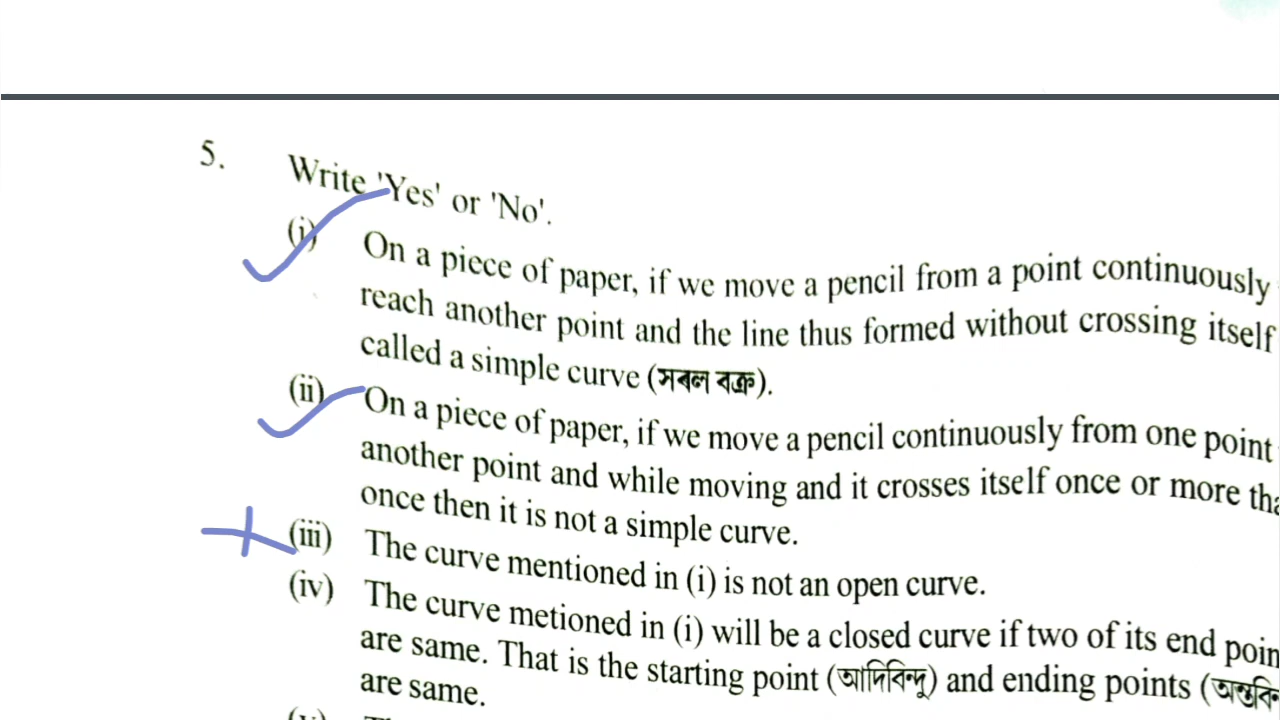 5. Write 'Yes' or 'No'.
(i) On a piece of paper, if we move a pencil from a point continuously
reach another point and the line thus formed without crossing itself
called a simple curve (সৰল বক্ৰ).
(ii) On a piece of paper, if we move a pencil continuously from one point
another point and while moving and it crosses itself once or more tha
once then it is not a simple curve.
(iii) The curve mentioned in (i) is not an open curve.
(iv) The curve metioned in (i) will be a closed curve if two of its end poin
are same. That is the starting point (আদিবিন্দু) and ending points (
are same.